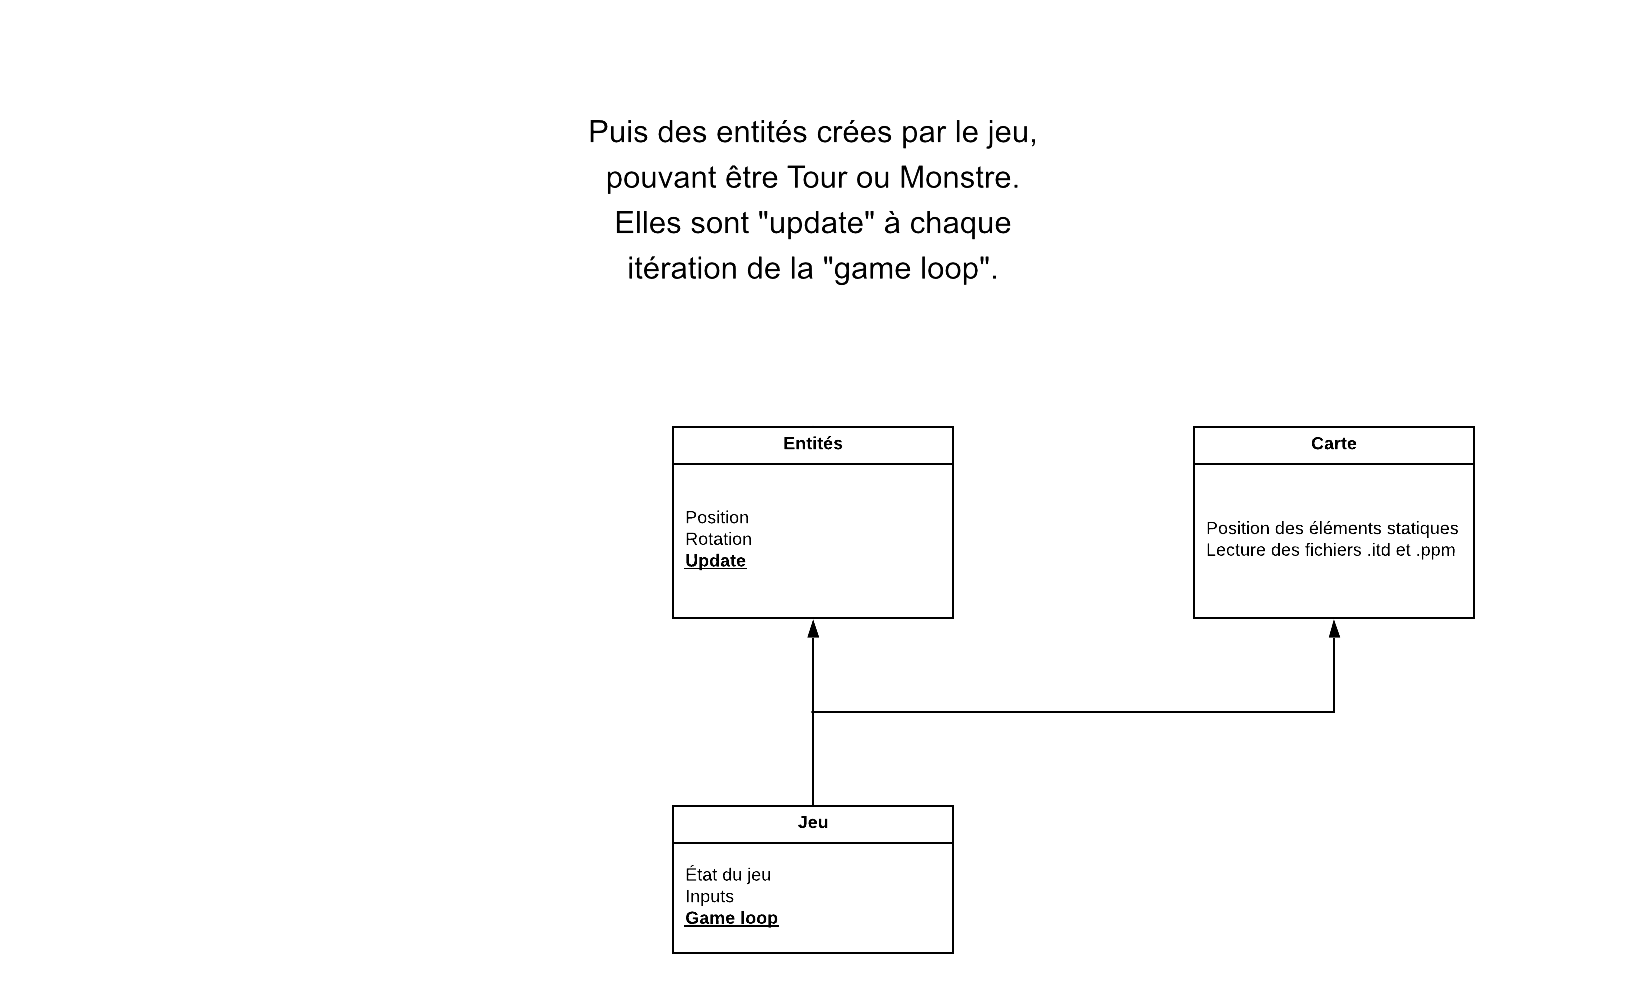 Puis des entités crées par le jeu,
pouvant être Tour ou Monstre.
Elles sont "update" à chaque
itération de la "game loop".
Entités
Position
Rotation
Update
Carte
Position des éléments statiques
Lecture des fichiers .itd et .ppm
Jeu
État du jeu
Inputs
Game loop